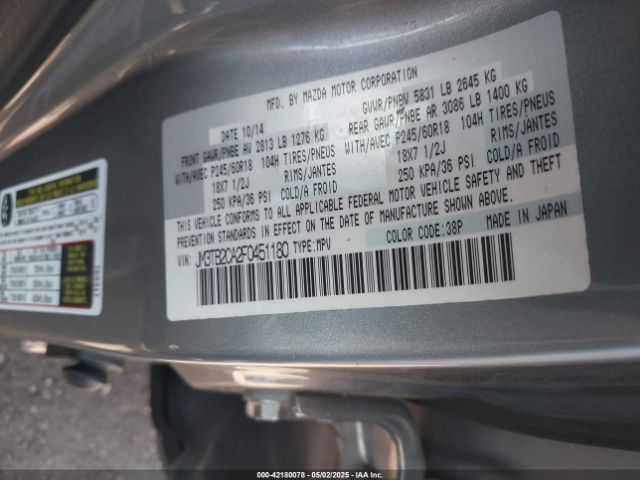 MFD. BY MAZDA MOTOR CORPORATION
DATE 10/14
GVWR/PNBV 5831 LB 2645 KG
FRONT GAWR/PNBE AV 2813 LB 1276 KG
REAR GAWR/PNBE AR 3086 LB 1400 KG
WITH/AVEC P245/60R18 104H TIRES/PNEUS
WITH/AVEC P245/60R18 104H TIRES/PNEUS
18X7 1/2J RIMS/JANTES
18X7 1/2J RIMS/JANTES
250 KPA/36 PSI COLD/A FROID
250 KPA/36 PSI COLD/A FROID
THIS VEHICLE CONFORMS TO ALL APPLICABLE FEDERAL MOTOR VEHICLE SAFETY AND THEFT
PREVENTION STANDARDS IN EFFECT ON THE DATE OF MANUFACTURE SHOWN ABOVE.
VIN: JM3TB2CA2F0451180 TYPE:MPV COLOR CODE:38P MADE IN JAPAN
000-42180078 • 05/02/2025 • IAA Inc.